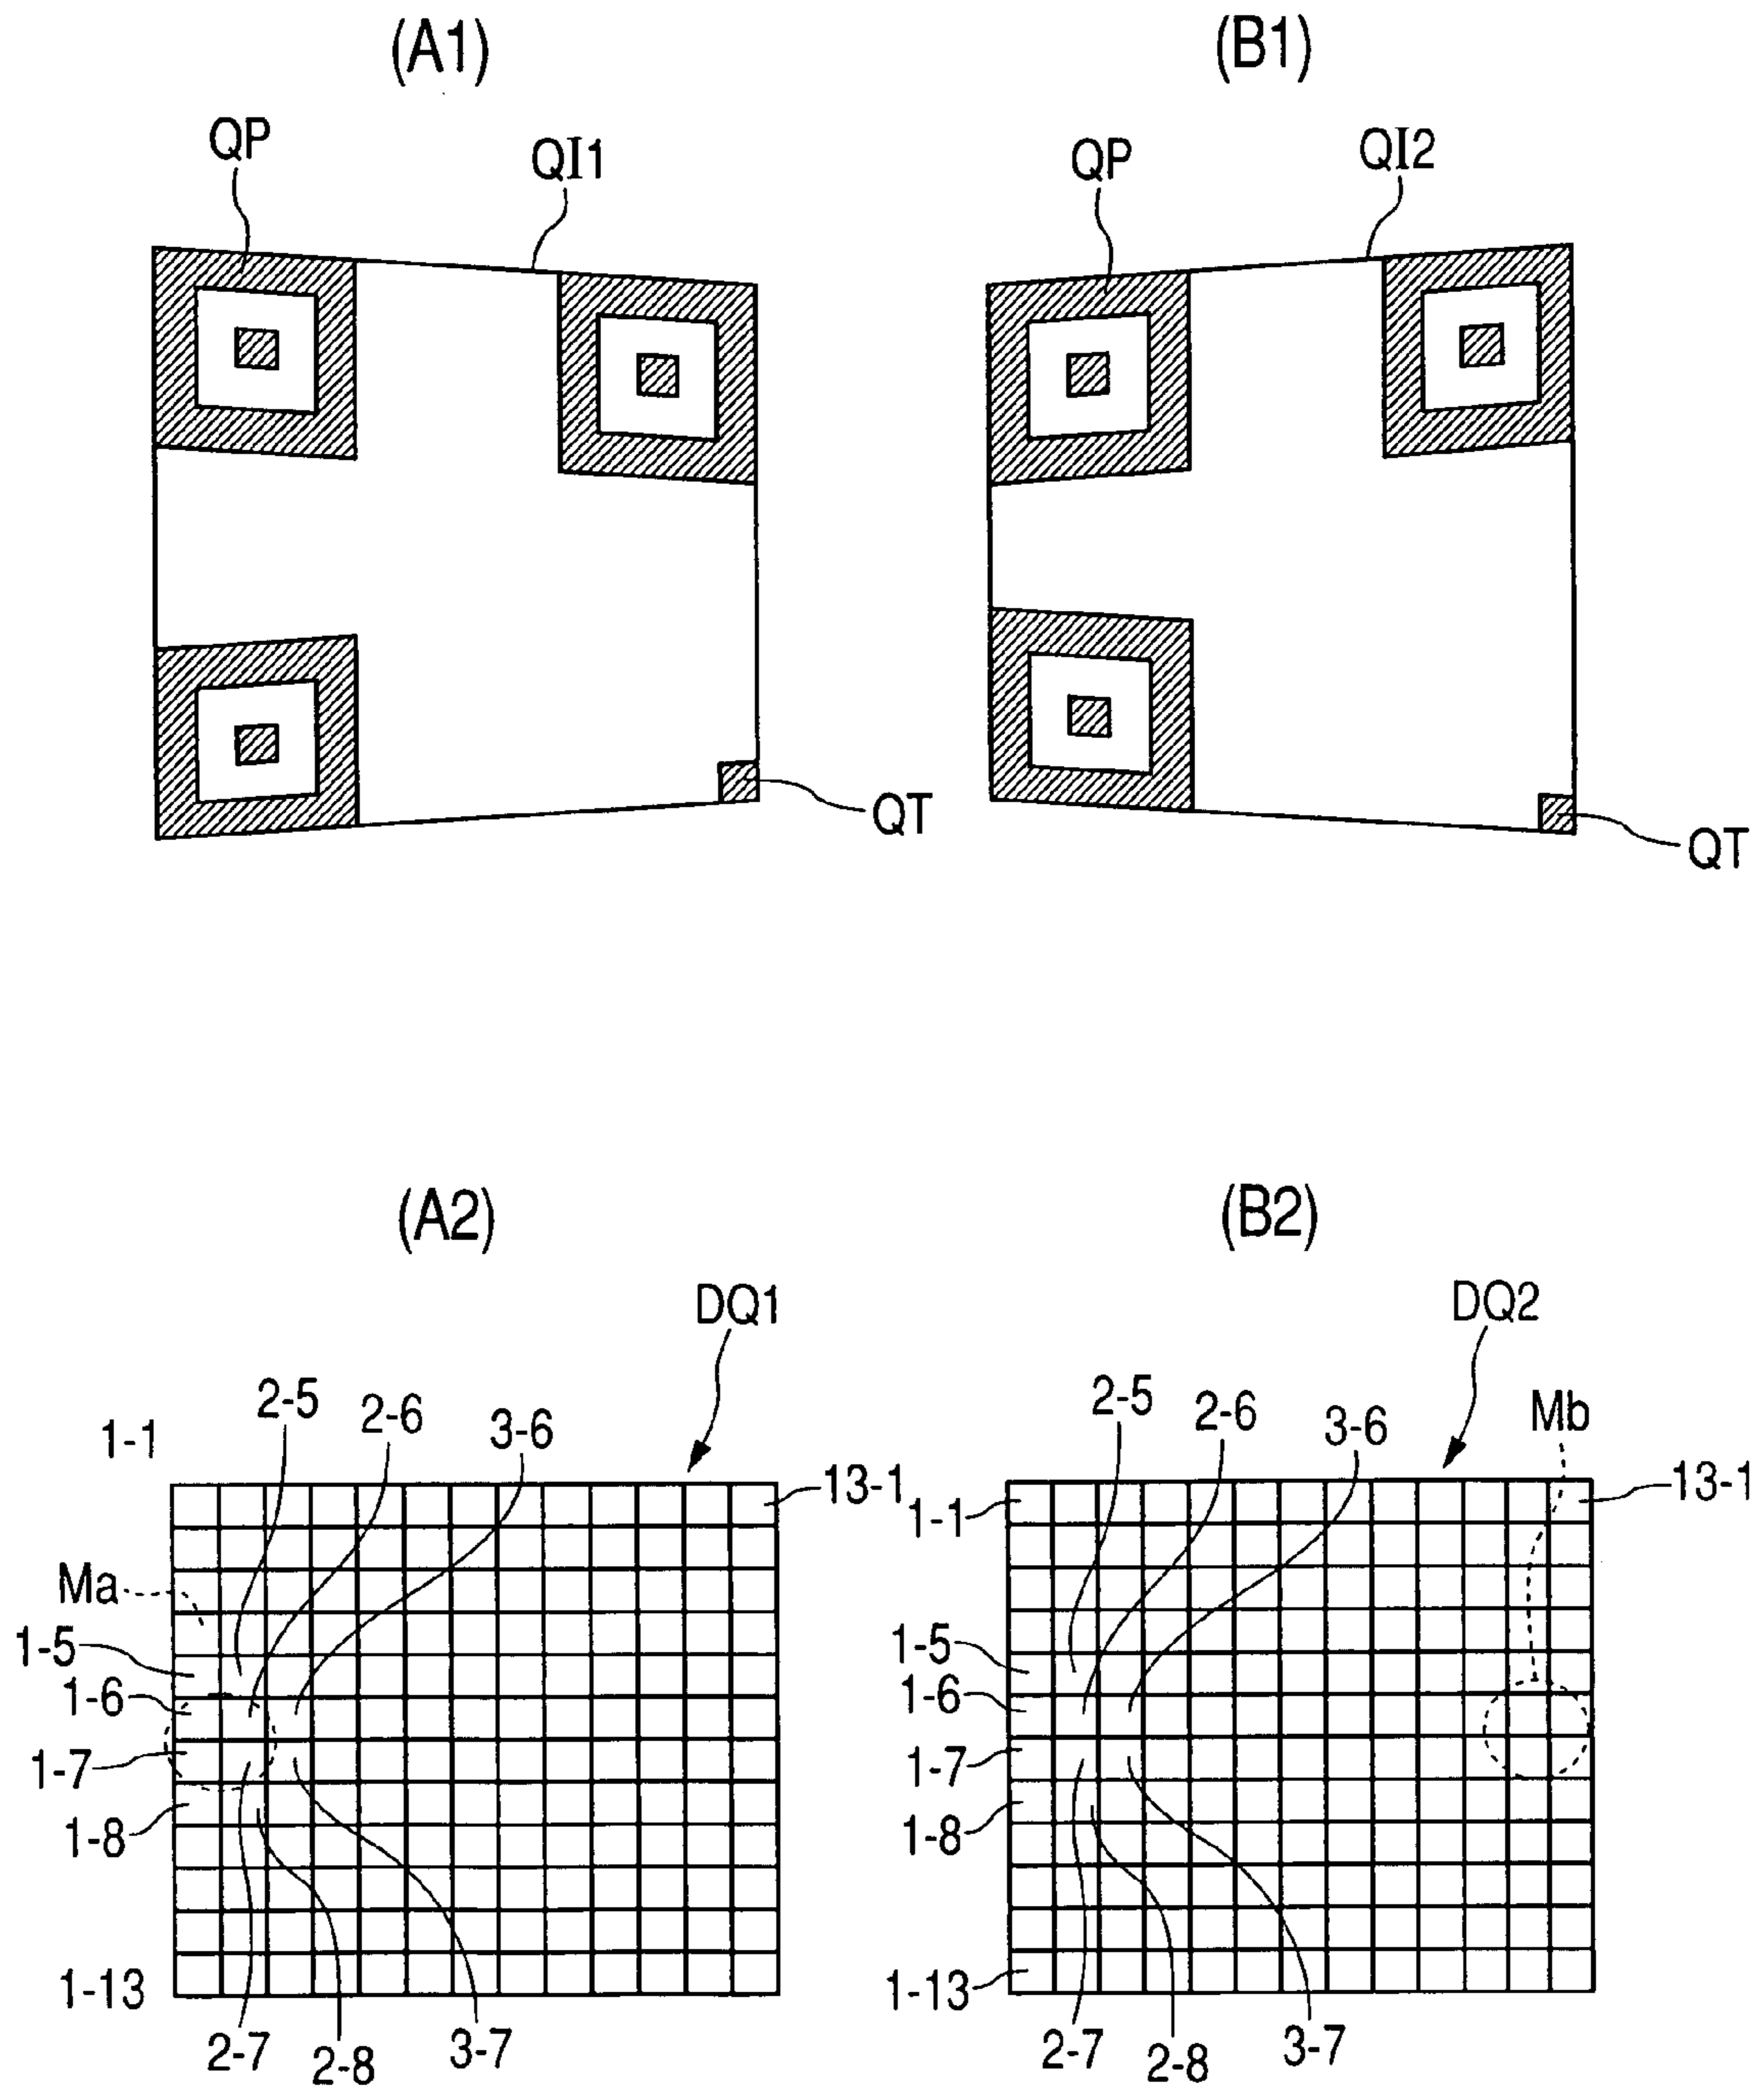 (A1) (B1)
QP QI1 QP QI2
QT QT
(A2) (B2)
DQ1 DQ2
2-5 2-6 3-6 2-5 2-6 3-6 Mb
1-1 13-1 1-1 13-1
Ma
1-5 1-5
1-6 1-6
1-7 1-7
1-8 1-8
1-13 1-13
2-7 2-8 3-7 2-7 2-8 3-7